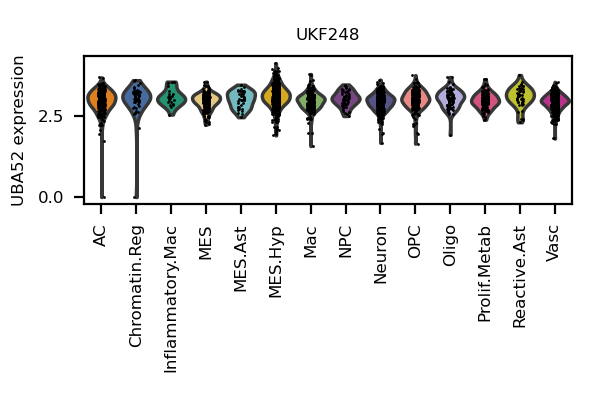 UKF248
UBA52 expression
2.5
0.0
AC
Chromatin.Reg
Inflammatory.Mac
MES
MES.Ast
MES.Hyp
Mac
NPC
Neuron
OPC
Oligo
Prolif.Metab
Reactive.Ast
Vasc